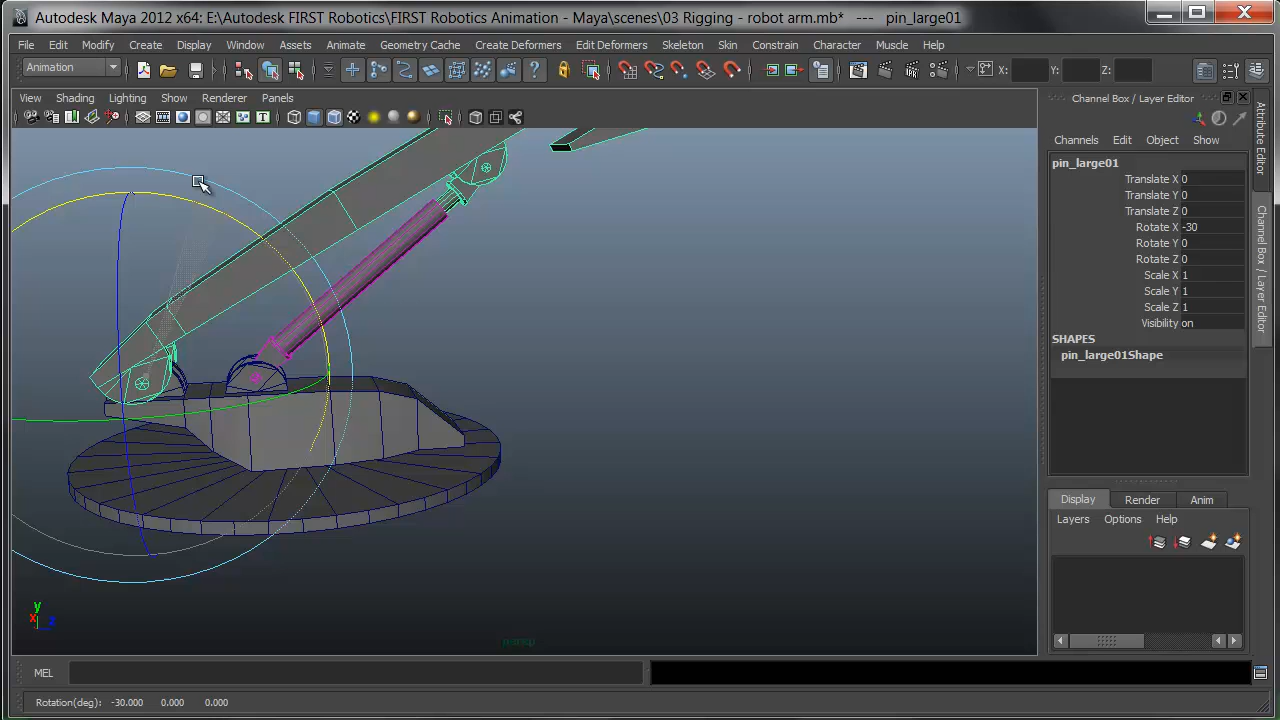 Autodesk Maya 2012 x64: E:\Autodesk FIRST Robotics\FIRST Robotics Animation - Maya\scenes\03 Rigging - robot arm.mb* --- pin_large01
File Edit Modify Create Display Window Assets Animate Geometry Cache Create Deformers Edit Deformers Skeleton Skin Constrain Character Muscle Help
Animation X: Y: Z:
View Shading Lighting Show Renderer Panels
Channel Box / Layer Editor
Channels Edit Object Show
pin_large01
Translate X 0
Translate Y 0
Translate Z 0
Rotate X -30
Rotate Y 0
Rotate Z 0
Scale X 1
Scale Y 1
Scale Z 1
Visibility on
SHAPES
pin_large01Shape
Attribute Editor
Channel Box / Layer Editor
Display Render Anim
Layers Options Help
y
x z
persp
MEL
Rotation(deg): -30.000 0.000 0.000